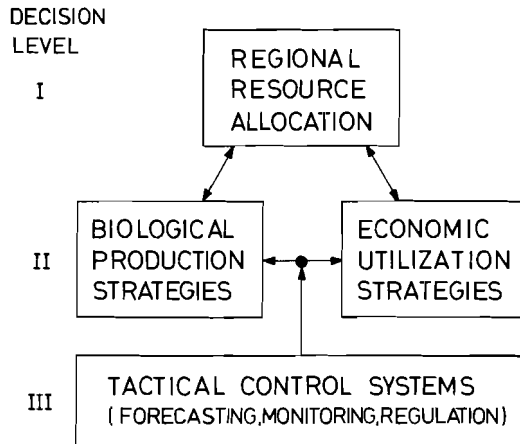 DECISION
LEVEL
I
REGIONAL
RESOURCE
ALLOCATION
II
BIOLOGICAL
PRODUCTION
STRATEGIES
ECONOMIC
UTILIZATION
STRATEGIES
III
TACTICAL CONTROL SYSTEMS
(FORECASTING,MONITORING,REGULATION)